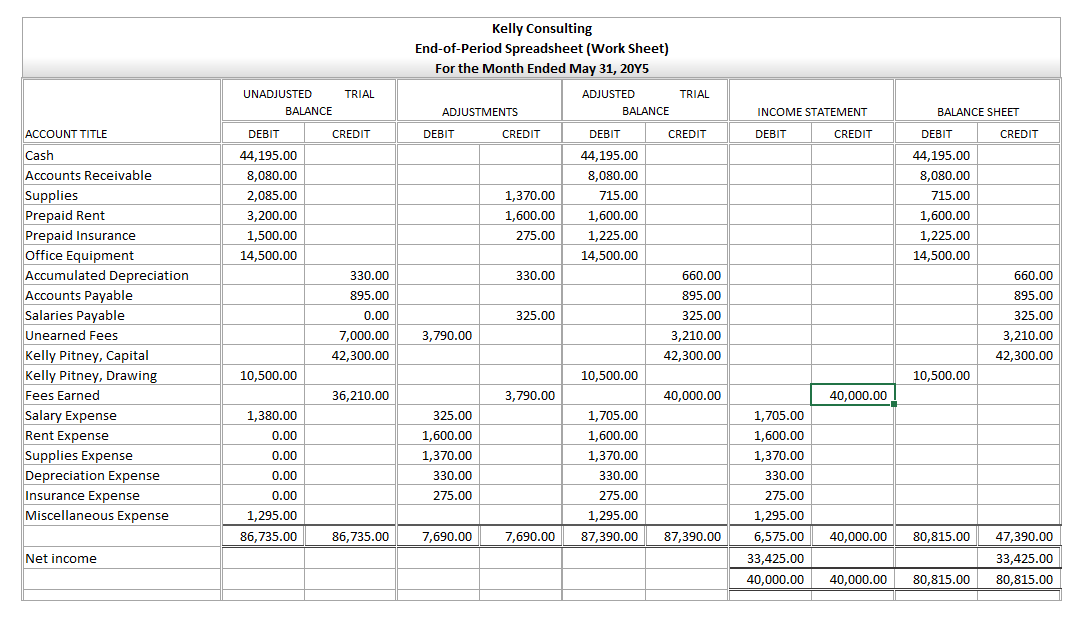 Kelly Consulting
End-of-Period Spreadsheet (Work Sheet)
For the Month Ended May 31, 20Y5
UNADJUSTED TRIAL BALANCE ADJUSTMENTS ADJUSTED TRIAL BALANCE INCOME STATEMENT BALANCE SHEET
ACCOUNT TITLE DEBIT CREDIT DEBIT CREDIT DEBIT CREDIT DEBIT CREDIT DEBIT CREDIT
Cash 44,195.00 44,195.00 44,195.00
Accounts Receivable 8,080.00 8,080.00 8,080.00
Supplies 2,085.00 1,370.00 715.00 715.00
Prepaid Rent 3,200.00 1,600.00 1,600.00 1,600.00
Prepaid Insurance 1,500.00 275.00 1,225.00 1,225.00
Office Equipment 14,500.00 14,500.00 14,500.00
Accumulated Depreciation 330.00 330.00 660.00 660.00
Accounts Payable 895.00 895.00 895.00
Salaries Payable 0.00 325.00 325.00 325.00
Unearned Fees 7,000.00 3,790.00 3,210.00 3,210.00
Kelly Pitney, Capital 42,300.00 42,300.00 42,300.00
Kelly Pitney, Drawing 10,500.00 10,500.00 10,500.00
Fees Earned 36,210.00 3,790.00 40,000.00 40,000.00
Salary Expense 1,380.00 325.00 1,705.00 1,705.00
Rent Expense 0.00 1,600.00 1,600.00 1,600.00
Supplies Expense 0.00 1,370.00 1,370.00 1,370.00
Depreciation Expense 0.00 330.00 330.00 330.00
Insurance Expense 0.00 275.00 275.00 275.00
Miscellaneous Expense 1,295.00 1,295.00 1,295.00
86,735.00 86,735.00 7,690.00 7,690.00 87,390.00 87,390.00 6,575.00 40,000.00 80,815.00 47,390.00
Net income 33,425.00 33,425.00
40,000.00 40,000.00 80,815.00 80,815.00